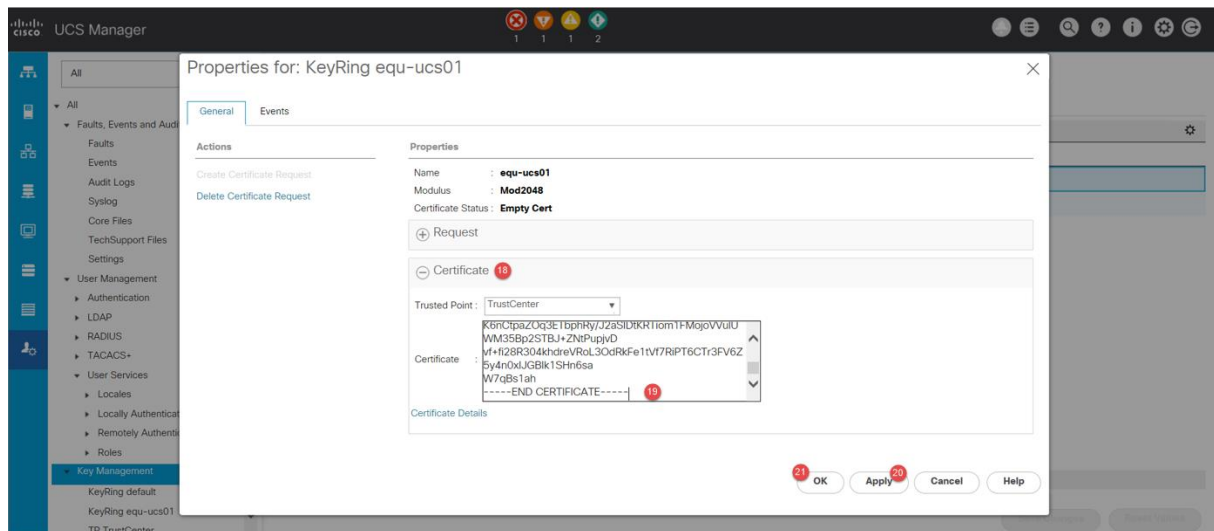 cisco UCS Manager
1 1 1 2
All
All
Faults, Events and Audi
Faults
Events
Audit Logs
Syslog
Core Files
TechSupport Files
Settings
User Management
Authentication
LDAP
RADIUS
TACACS+
User Services
Locales
Locally Authenticat
Remotely Authenti
Roles
Key Management
KeyRing default
KeyRing equ-ucs01
TP TrustCenter
Properties for: KeyRing equ-ucs01
General Events
Actions
Create Certificate Request
Delete Certificate Request
Properties
Name : equ-ucs01
Modulus : Mod2048
Certificate Status : Empty Cert
Request
Certificate 18
Trusted Point : TrustCenter
Certificate :
WM35Bp2STBJ+ZNtPupjvD
vf+fi28R304khdreVRoL3OdRkFe1tVf7RiPT6CTr3FV6Z
5y4n0xIJGBlk1SHn6sa
W7qBs1ah
-----END CERTIFICATE----- 19
Certificate Details
21 OK Apply 20 Cancel Help